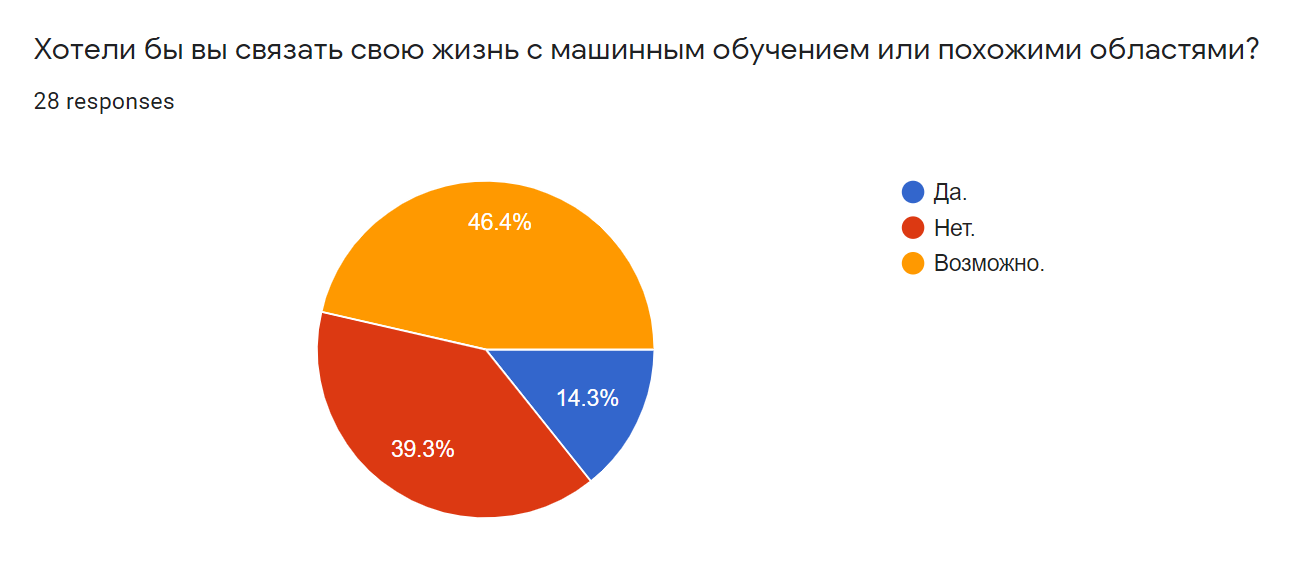 Хотели бы вы связать свою жизнь с машинным обучением или похожими областями?
28 responses
46.4%
14.3%
39.3%
Да.
Нет.
Возможно.